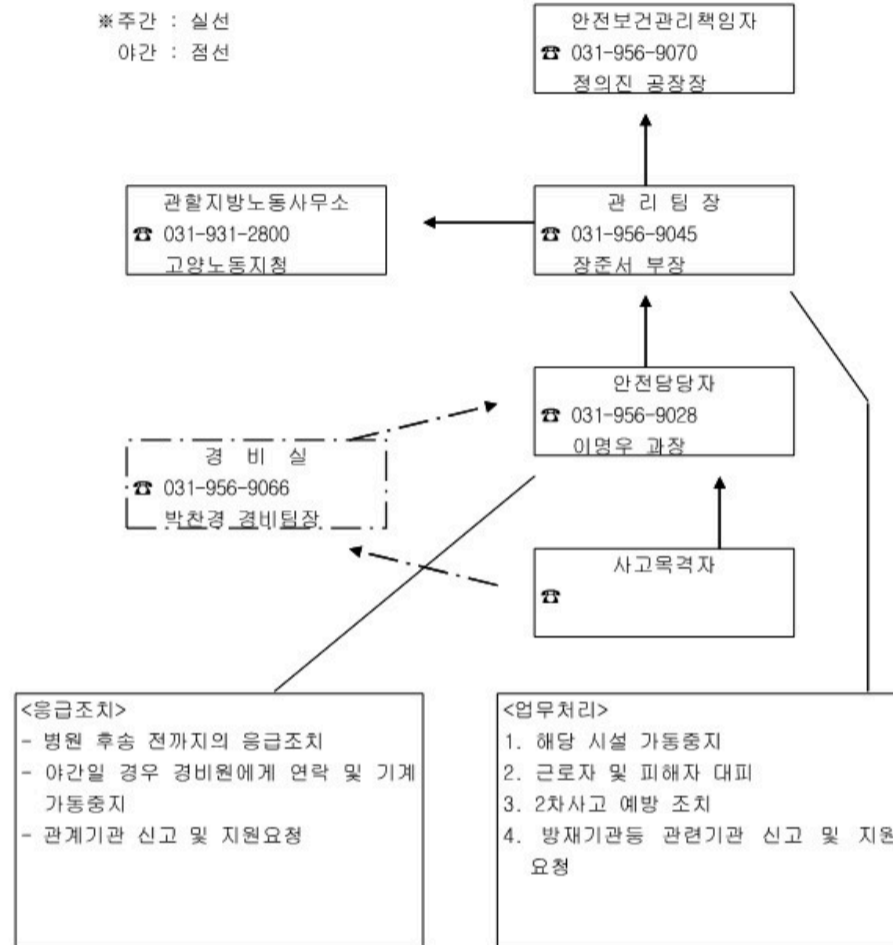 ※주간 : 실선
야간 : 점선
안전보건관리책임자
☎ 031-956-9070
정의진 공장장
관할지방노동사무소
☎ 031-931-2800
고양노동지청
관 리 팀 장
☎ 031-956-9045
장준서 부장
안전담당자
☎ 031-956-9028
이명우 과장
경 비 실
☎ 031-956-9066
박찬경 경비팀장
사고목격자
☎
<응급조치>
- 병원 후송 전까지의 응급조치
- 야간일 경우 경비원에게 연락 및 기계
가동중지
- 관계기관 신고 및 지원요청
<업무처리>
1. 해당 시설 가동중지
2. 근로자 및 피해자 대피
3. 2차사고 예방 조치
4. 방재기관등 관련기관 신고 및 지원
요청